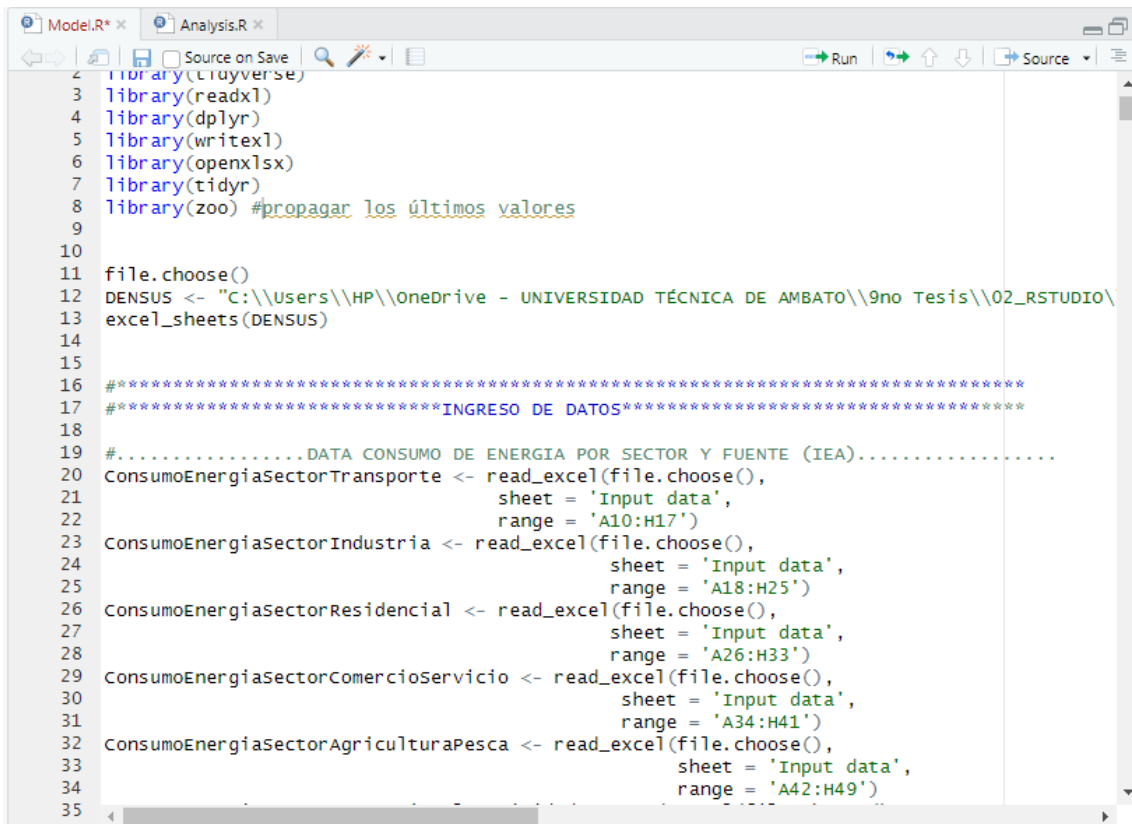 Model.R* Analysis.R
Source on Save Run Source
2 library(tidyverse)
3 library(readxl)
4 library(dplyr)
5 library(writexl)
6 library(openxlsx)
7 library(tidyr)
8 library(zoo) #propagar los últimos valores
9
10
11 file.choose()
12 DENSUS <- "C:\\Users\\HP\\OneDrive - UNIVERSIDAD TÉCNICA DE AMBATO\\9no Tesis\\02_RSTUDIO\
13 excel_sheets(DENSUS)
14
15
16 #*********************************************************************************
17 #*****************************INGRESO DE DATOS************************************
18
19 #.................DATA CONSUMO DE ENERGIA POR SECTOR Y FUENTE (IEA)..................
20 ConsumoEnergiaSectorTransporte <- read_excel(file.choose(),
21 sheet = 'Input data',
22 range = 'A10:H17')
23 ConsumoEnergiaSectorIndustria <- read_excel(file.choose(),
24 sheet = 'Input data',
25 range = 'A18:H25')
26 ConsumoEnergiaSectorResidencial <- read_excel(file.choose(),
27 sheet = 'Input data',
28 range = 'A26:H33')
29 ConsumoEnergiaSectorComercioServicio <- read_excel(file.choose(),
30 sheet = 'Input data',
31 range = 'A34:H41')
32 ConsumoEnergiaSectorAgriculturaPesca <- read_excel(file.choose(),
33 sheet = 'Input data',
34 range = 'A42:H49')
35